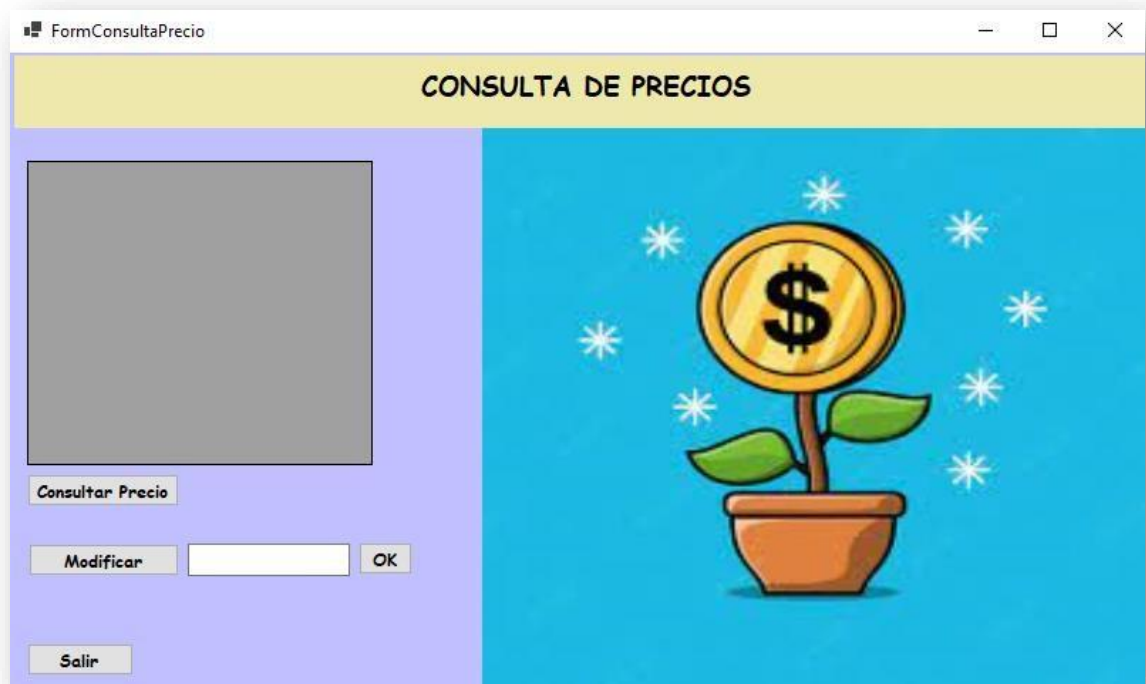 FormConsultaPrecio
CONSULTA DE PRECIOS
$
Consultar Precio
Modificar OK
Salir